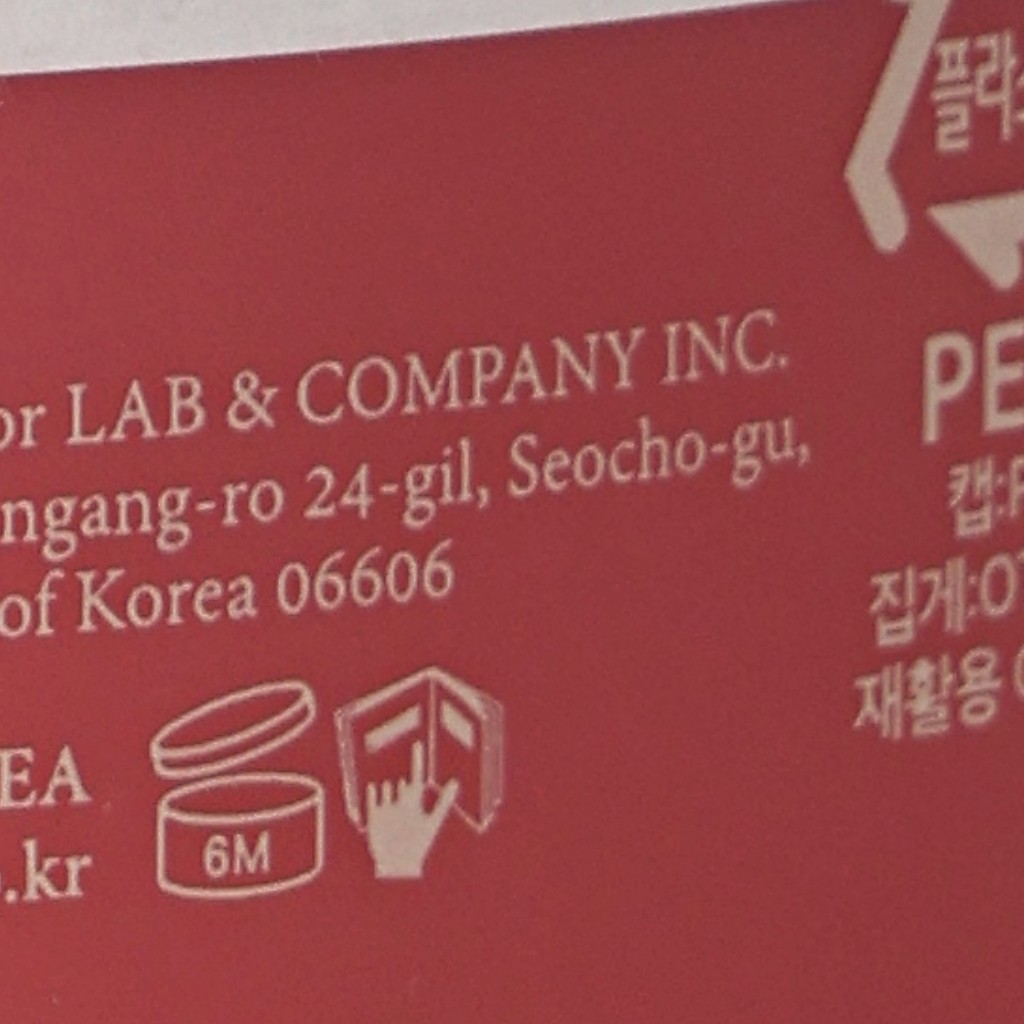 or LAB & COMPANY INC.
ngang-ro 24-gil, Seocho-gu,
of Korea 06606
EA
.kr
6M
플라
PE
캡:P
집게:OT
재활용